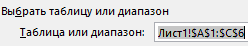 Выбрать таблицу или диапазон
Таблица или диапазон: Лист1!$A$1:$C$6